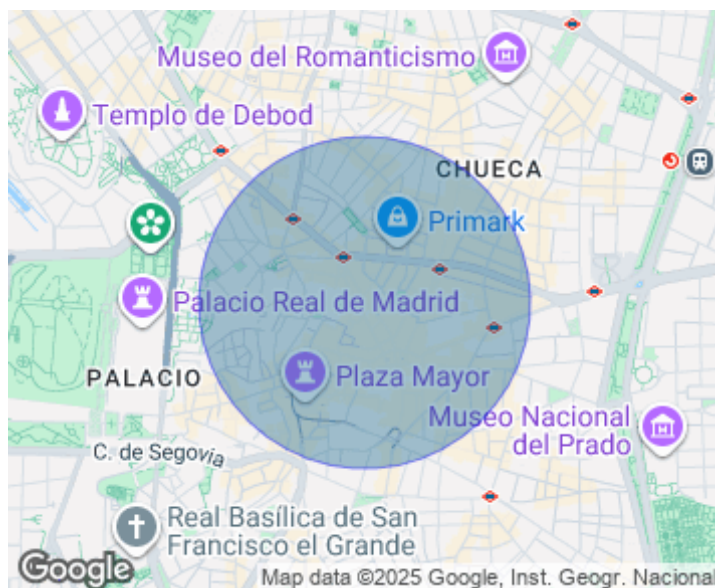 Museo del Romanticismo
Templo de Debod
CHUECA
Primark
Palacio Real de Madrid
PALACIO
Plaza Mayor
Museo Nacional
del Prado
C. de Segovia
Real Basílica de San
Francisco el Grande
Google
Map data ©2025 Google, Inst. Geogr. Nacional